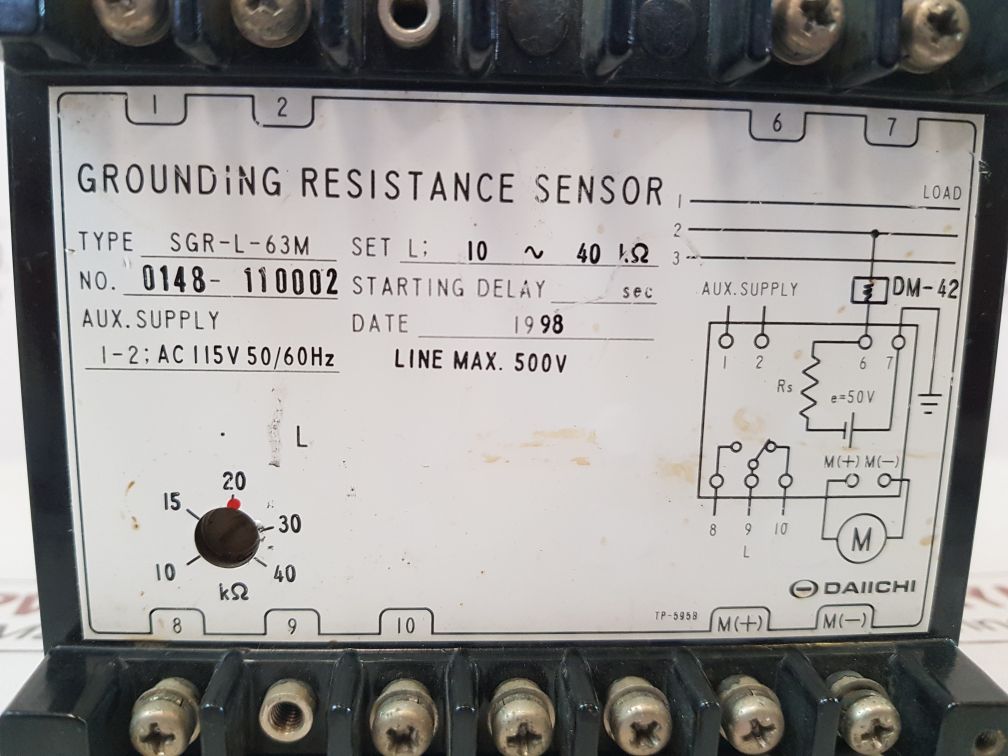 1 2 6 7
GROUNDiNG RESISTANCE SENSOR
TYPE SGR-L-63M
SET L; 10 ~ 40 kΩ
NO. 0148- 110002
STARTING DELAY sec
AUX.SUPPLY
DATE 1998
1-2; AC 115V 50/60Hz
LINE MAX. 500V
LOAD
1
2
3
AUX. SUPPLY
DM-42
1 2 6 7
Rs
e=50V
M(+) M(-)
8 9 10
L
M
L
20
15
30
10
40
kΩ
DAIICHI
TP-5958
8 9 10 M(+) M(-)